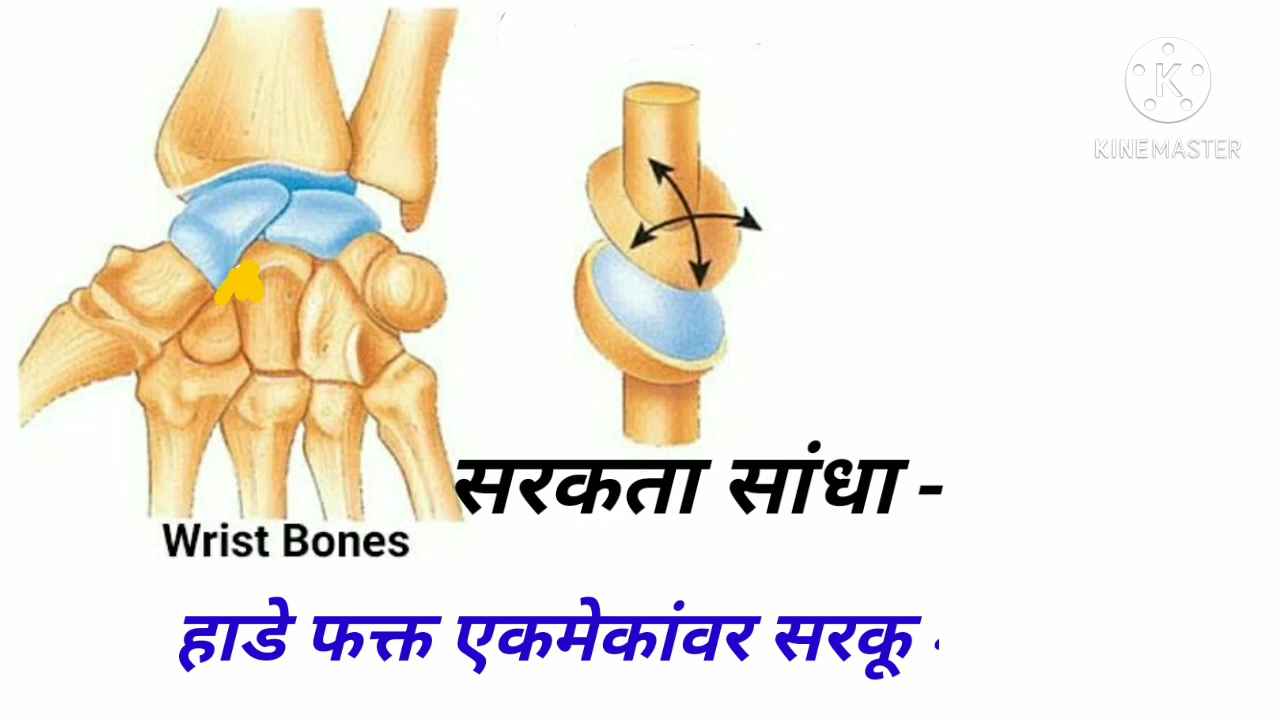 KINEMASTER
सरकता सांधा -
Wrist Bones
हाडे फक्त एकमेकांवर सरकू